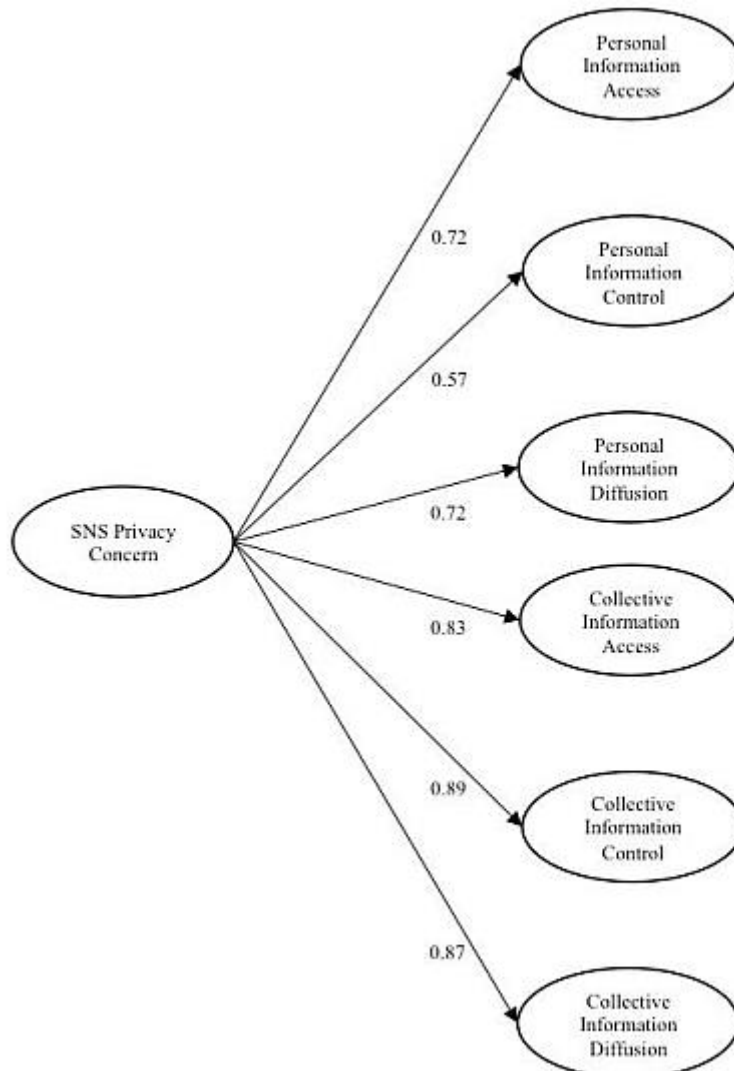 Personal
Information
Access
0.72
Personal
Information
Control
0.57
Personal
Information
Diffusion
0.72
SNS Privacy
Concern
Collective
Information
Access
0.83
0.89
Collective
Information
Control
0.87
Collective
Information
Diffusion